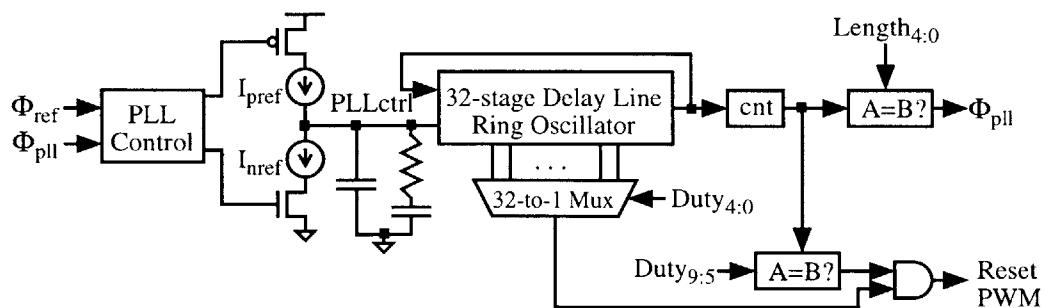 Length4:0
Φref
Φpll
PLL
Control
Ipref
Inref
PLLctrl
32-stage Delay Line
Ring Oscillator
cnt
A=B?
Φpll
. . .
32-to-1 Mux
Duty4:0
Duty9:5
A=B?
Reset
PWM